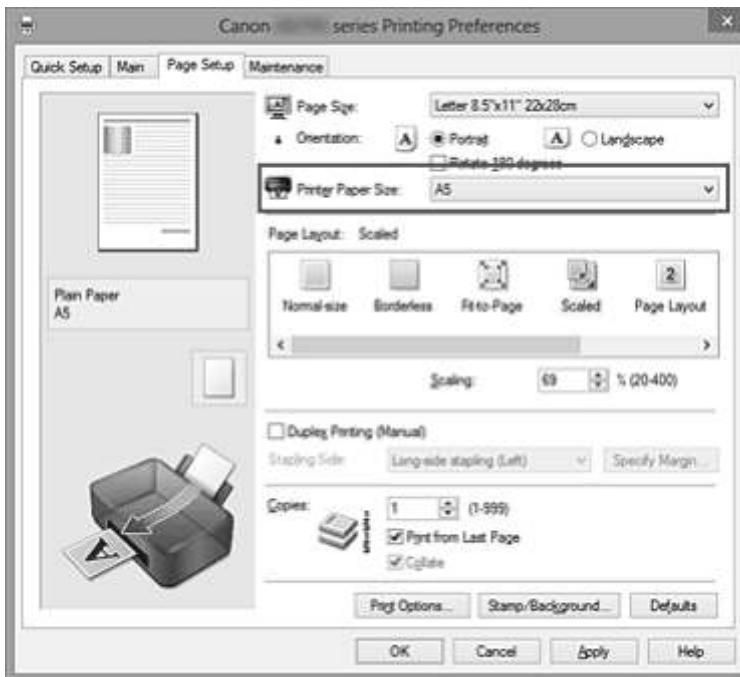 Canon series Printing Preferences
Quick Setup Main Page Setup Maintenance
Page Size: Letter 8.5"x11" 22x28cm
Orientation: A Portrait A Landscape
Rotate 180 degrees
Printer Paper Size: A5
Page Layout: Scaled
Normal-size Borderless Fit-to-Page Scaled Page Layout
2
Plain Paper
A5
Scaling: 69 % (20-400)
Duplex Printing (Manual)
Stapling Side: Long-side stapling (Left) Specify Margin...
Copies: 1 (1-999)
Print from Last Page
Collate
A
Print Options... Stamp/Background... Defaults
OK Cancel Apply Help